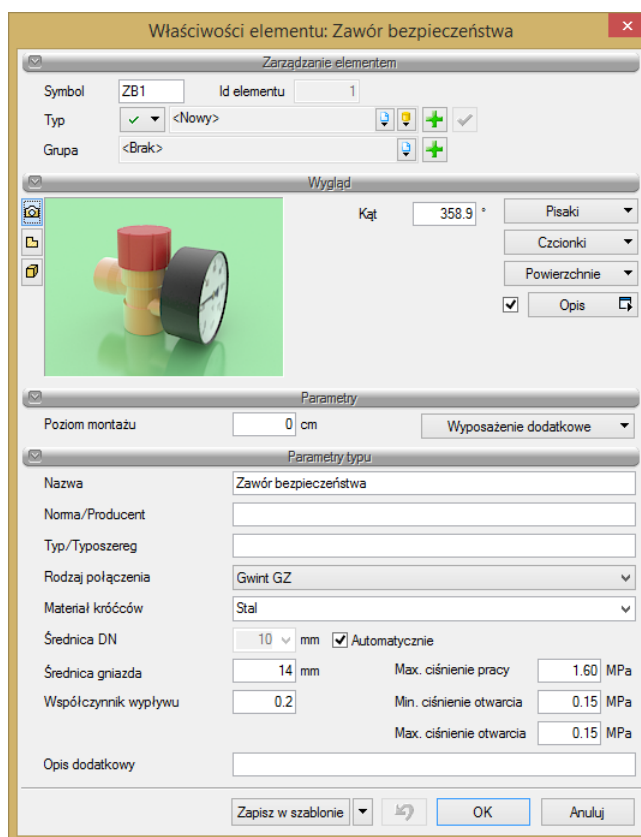 Właściwości elementu: Zawór bezpieczeństwa
Zarządzanie elementem
Symbol ZB1 Id elementu 1
Typ <Nowy>
Grupa <Brak>
Wygląd
Kąt 358.9 ° Pisaki
Czcionki
Powierzchnie
Opis
Parametry
Poziom montażu 0 cm Wyposażenie dodatkowe
Parametry typu
Nazwa Zawór bezpieczeństwa
Norma/Producent
Typ/Typoszereg
Rodzaj połączenia Gwint GZ
Materiał króćców Stal
Średnica DN 10 mm Automatycznie
Średnica gniazda 14 mm Max. ciśnienie pracy 1.60 MPa
Współczynnik wypływu 0.2 Min. ciśnienie otwarcia 0.15 MPa
Max. ciśnienie otwarcia 0.15 MPa
Opis dodatkowy
Zapisz w szablonie OK Anuluj